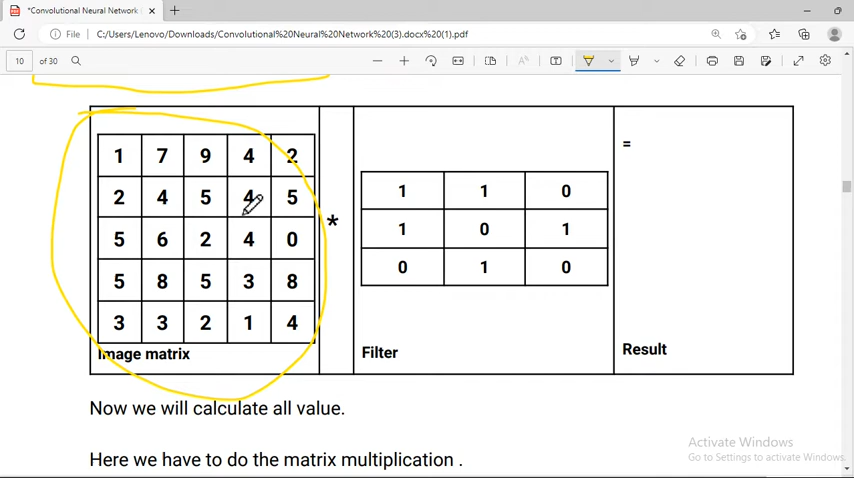 *Convolutional Neural Network
File C:/Users/Lenovo/Downloads/Convolutional%20Neural%20Network%20(3).docx%20(1).pdf
10 of 30
1 7 9 4 2
2 4 5 4 5
5 6 2 4 0
5 8 5 3 8
3 3 2 1 4
Image matrix
*
1 1 0
1 0 1
0 1 0
Filter
=
Result
Now we will calculate all value.
Here we have to do the matrix multiplication .
Activate Windows
Go to Settings to activate Windows.